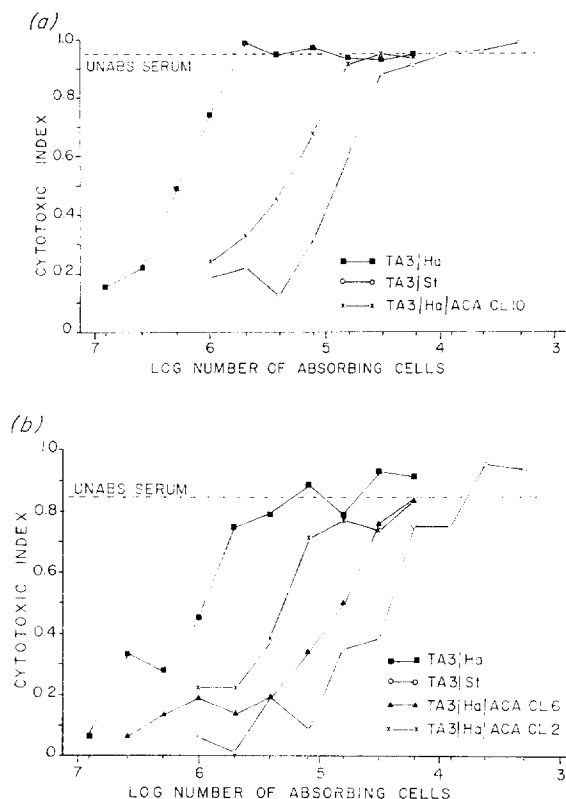 (a)
1.0
UNABS SERUM
0.8
0.6
0.4
0.2
0
CYTOTOXIC INDEX
TA3/Ha
TA3/St
TA3/Ha/ACA CL10
7 6 5 4 3
LOG NUMBER OF ABSORBING CELLS
(b)
1.0
UNABS SERUM
0.8
0.6
0.4
0.2
0
CYTOTOXIC INDEX
TA3/Ha
TA3/St
TA3/Ha/ACA CL6
TA3/Ha/ACA CL2
7 6 5 4 3
LOG NUMBER OF ABSORBING CELLS